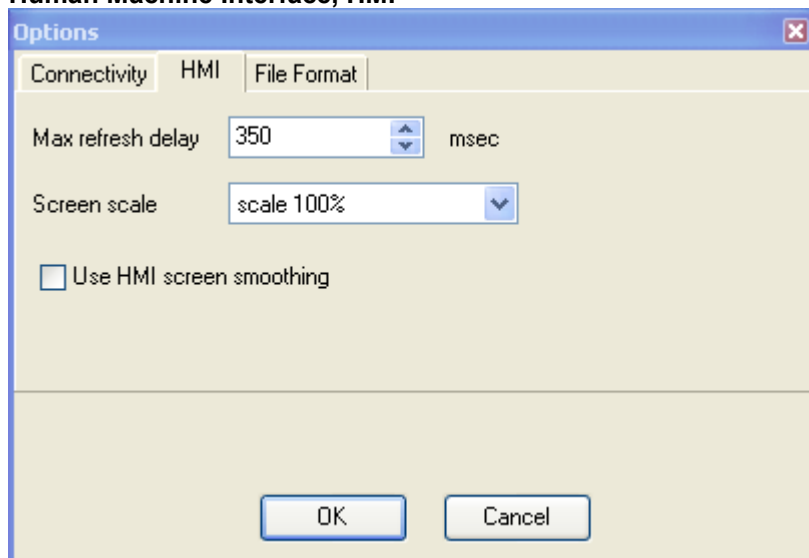 Human Machine Interface, HMI
Options
Connectivity HMI File Format
Max refresh delay 350 msec
Screen scale scale 100%
Use HMI screen smoothing
OK Cancel